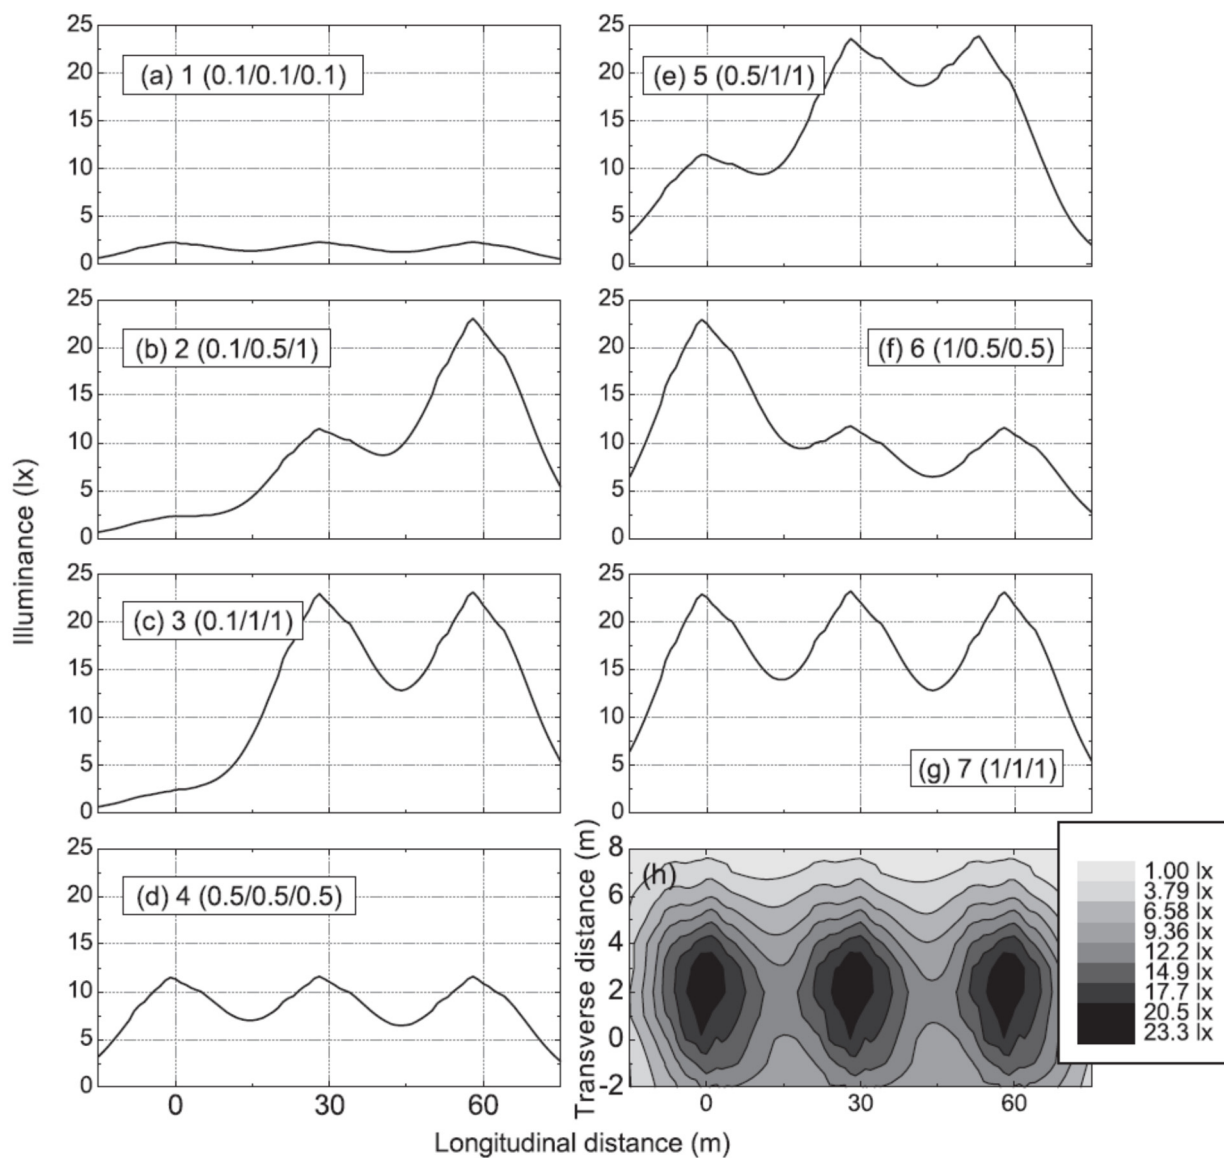 25
20
15
10
5
0
(a) 1 (0.1/0.1/0.1)
25
20
15
10
5
0
(e) 5 (0.5/1/1)
25
20
15
10
5
0
(b) 2 (0.1/0.5/1)
25
20
15
10
5
0
(f) 6 (1/0.5/0.5)
Illuminance (lx)
25
20
15
10
5
0
(c) 3 (0.1/1/1)
25
20
15
10
5
0
(g) 7 (1/1/1)
25
20
15
10
5
0
(d) 4 (0.5/0.5/0.5)
0 30 60
Transverse distance (m)
8
6
4
2
0
-2
(h)
0 30 60
1.00 lx
3.79 lx
6.58 lx
9.36 lx
12.2 lx
14.9 lx
17.7 lx
20.5 lx
23.3 lx
Longitudinal distance (m)